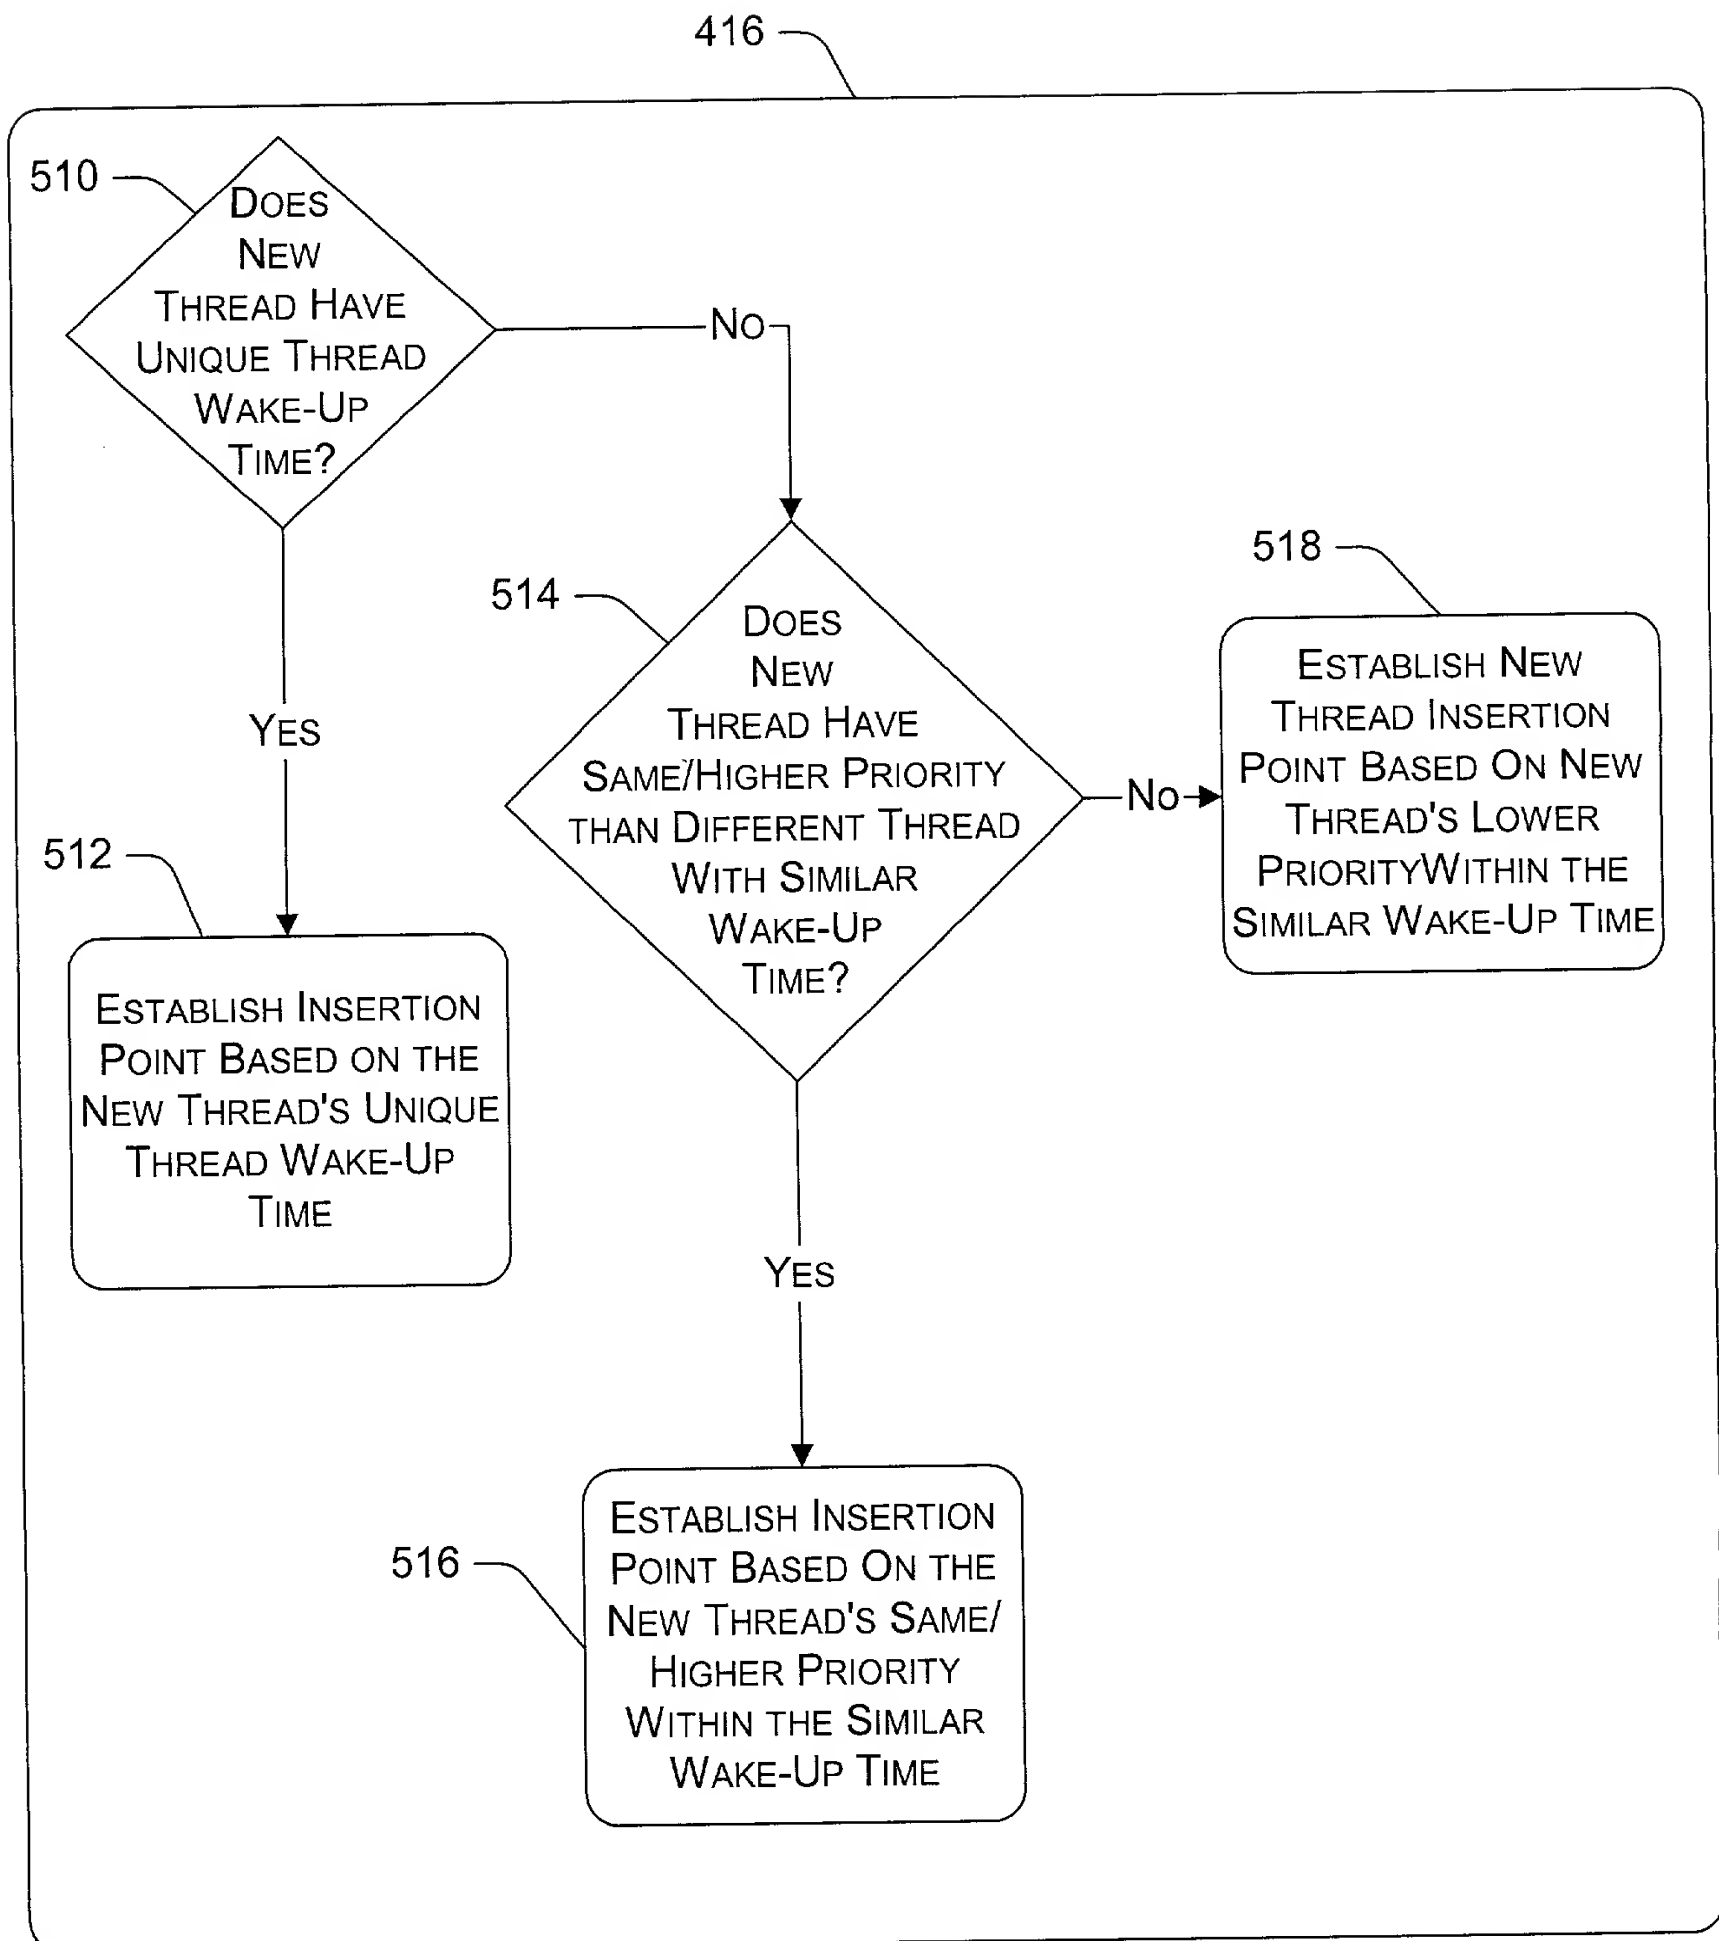 416
510
DOES
NEW
THREAD HAVE
UNIQUE THREAD
WAKE-UP
TIME?
NO
YES
512
ESTABLISH INSERTION
POINT BASED ON THE
NEW THREAD'S UNIQUE
THREAD WAKE-UP
TIME
514
DOES
NEW
THREAD HAVE
SAME/HIGHER PRIORITY
THAN DIFFERENT THREAD
WITH SIMILAR
WAKE-UP
TIME?
NO
518
ESTABLISH NEW
THREAD INSERTION
POINT BASED ON NEW
THREAD'S LOWER
PRIORITYWITHIN THE
SIMILAR WAKE-UP TIME
YES
516
ESTABLISH INSERTION
POINT BASED ON THE
NEW THREAD'S SAME/
HIGHER PRIORITY
WITHIN THE SIMILAR
WAKE-UP TIME